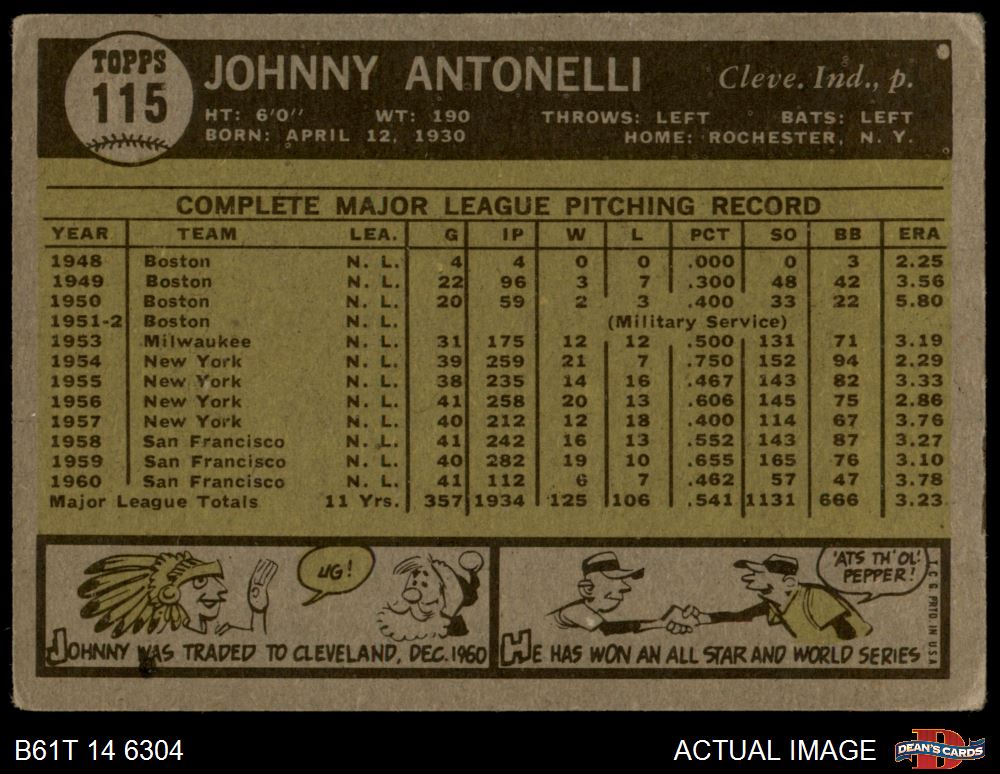 TOPPS
115
JOHNNY ANTONELLI
Cleve. Ind., p.
HT: 6'0" WT: 190 THROWS: LEFT BATS: LEFT
BORN: APRIL 12, 1930 HOME: ROCHESTER, N. Y.
COMPLETE MAJOR LEAGUE PITCHING RECORD
YEAR TEAM LEA. G IP W L PCT SO BB ERA
1948 Boston N. L. 4 4 0 0 .000 0 3 2.25
1949 Boston N. L. 22 96 3 7 .300 48 42 3.56
1950 Boston N. L. 20 59 2 3 .400 33 22 5.80
1951-2 Boston N. L. (Military Service)
1953 Milwaukee N. L. 31 175 12 12 .500 131 71 3.19
1954 New York N. L. 39 259 21 7 .750 152 94 2.29
1955 New York N. L. 38 235 14 16 .467 143 82 3.33
1956 New York N. L. 41 258 20 13 .606 145 75 2.86
1957 New York N. L. 40 212 12 18 .400 114 67 3.76
1958 San Francisco N. L. 41 242 16 13 .552 143 87 3.27
1959 San Francisco N. L. 40 282 19 10 .655 165 76 3.10
1960 San Francisco N. L. 41 112 6 7 .462 57 47 3.78
Major League Totals 11 Yrs. 357 1934 125 106 .541 1131 666 3.23
UG!
JOHNNY WAS TRADED TO CLEVELAND, DEC. 1960
'ATS TH' OL'
PEPPER!
HE HAS WON AN ALL STAR AND WORLD SERIES
T.C.G. PRTD. IN U.S.A.
B61T 14 6304
ACTUAL IMAGE
D
DEAN'S CARDS